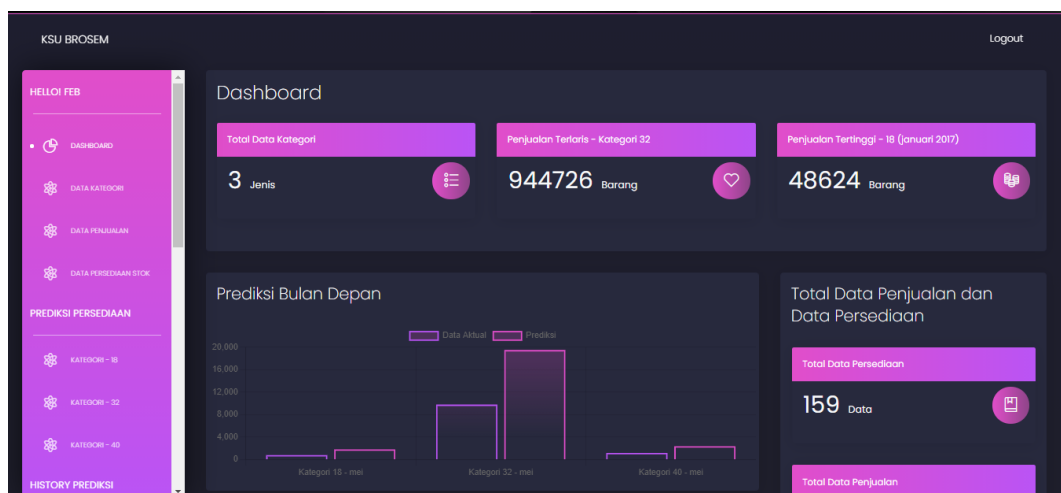 KSU BROSEM
Logout
HELLO! FEB
DASHBOARD
DATA KATEGORI
DATA PENJUALAN
DATA PERSEDIAAN STOK
PREDIKSI PERSEDIAAN
KATEGORI - 18
KATEGORI - 32
KATEGORI - 40
HISTORY PREDIKSI
Dashboard
Total Data Kategori
3 Jenis
Penjualan Terlaris - Kategori 32
944726 Barang
Penjualan Tertinggi - 18 (januari 2017)
48624 Barang
Prediksi Bulan Depan
Data Aktual
Prediksi
20,000
16,000
12,000
8,000
4,000
0
Kategori 18 - mei
Kategori 32 - mei
Kategori 40 - mei
Total Data Penjualan dan
Data Persediaan
Total Data Persediaan
159 Data
Total Data Penjualan